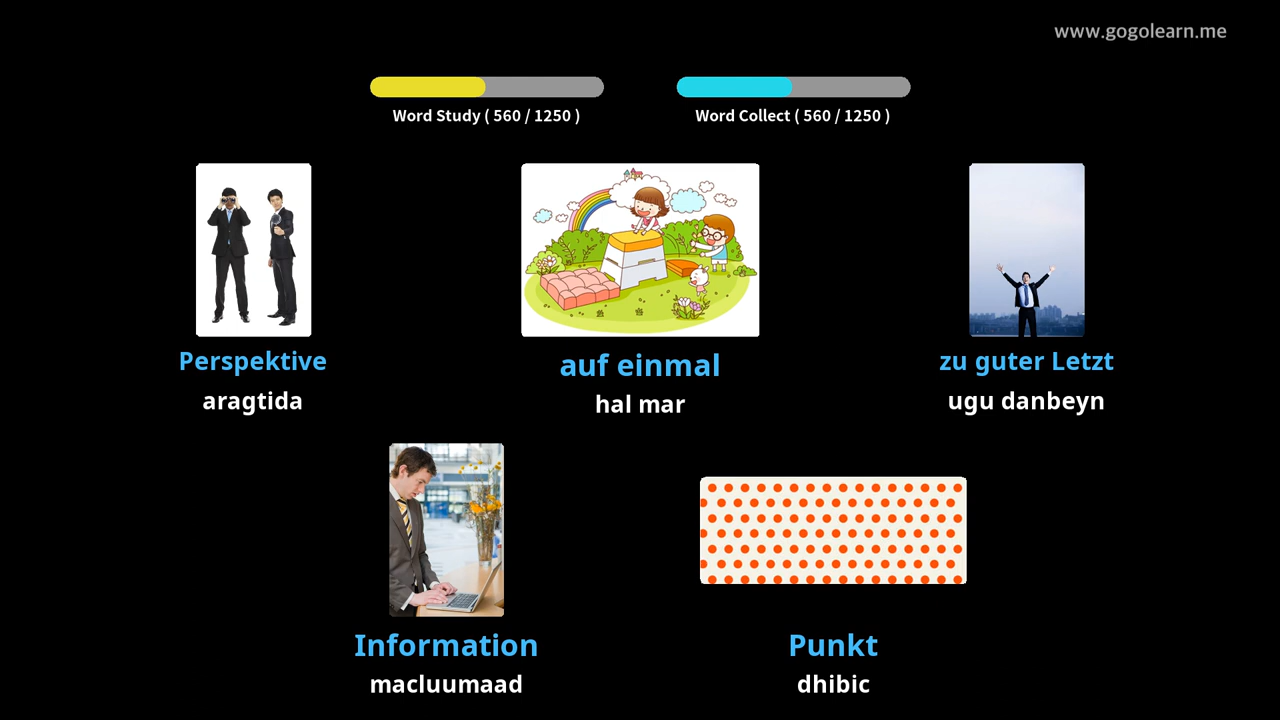 www.gogolearn.me
Word Study ( 560 / 1250 )
Word Collect ( 560 / 1250 )
Perspektive
aragtida
auf einmal
hal mar
zu guter Letzt
ugu danbeyn
Information
macluumaad
Punkt
dhibic